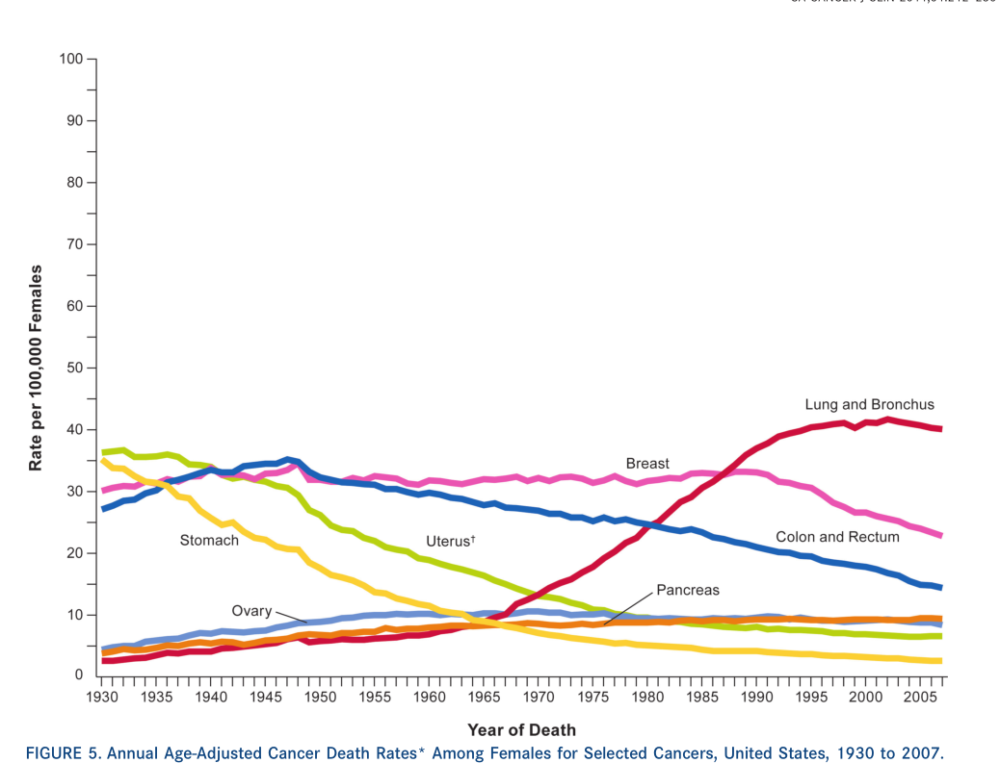 100
90
80
70
60
50
40
30
20
10
0
Rate per 100,000 Females
Lung and Bronchus
Breast
Colon and Rectum
Stomach
Uterus†
Pancreas
Ovary
1930 1935 1940 1945 1950 1955 1960 1965 1970 1975 1980 1985 1990 1995 2000 2005
Year of Death
FIGURE 5. Annual Age-Adjusted Cancer Death Rates* Among Females for Selected Cancers, United States, 1930 to 2007.